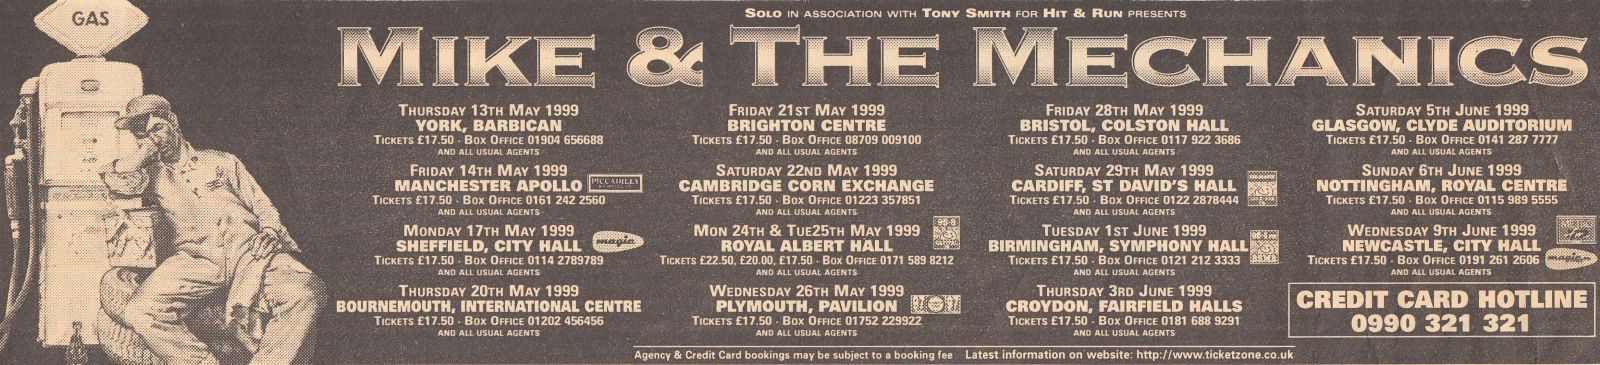 GAS
SOLO IN ASSOCIATION WITH TONY SMITH FOR HIT & RUN PRESENTS
MIKE & THE MECHANICS
THURSDAY 13TH MAY 1999
YORK, BARBICAN
TICKETS £17.50 · BOX OFFICE 01904 656688
AND ALL USUAL AGENTS
FRIDAY 14TH MAY 1999
MANCHESTER APOLLO
PICCADILLY
TICKETS £17.50 · BOX OFFICE 0161 242 2560
AND ALL USUAL AGENTS
MONDAY 17TH MAY 1999
SHEFFIELD, CITY HALL
magic
TICKETS £17.50 · BOX OFFICE 0114 2789789
AND ALL USUAL AGENTS
THURSDAY 20TH MAY 1999
BOURNEMOUTH, INTERNATIONAL CENTRE
TICKETS £17.50 · BOX OFFICE 01202 456456
AND ALL USUAL AGENTS
FRIDAY 21ST MAY 1999
BRIGHTON CENTRE
TICKETS £17.50 · BOX OFFICE 08709 009100
AND ALL USUAL AGENTS
SATURDAY 22ND MAY 1999
CAMBRIDGE CORN EXCHANGE
TICKETS £17.50 · BOX OFFICE 01223 357851
AND ALL USUAL AGENTS
MON 24TH & TUE25TH MAY 1999
ROYAL ALBERT HALL
95·8
TICKETS £22.50, £20.00, £17.50 · BOX OFFICE 0171 589 8212
AND ALL USUAL AGENTS
WEDNESDAY 26TH MAY 1999
PLYMOUTH, PAVILION
TICKETS £17.50 · BOX OFFICE 01752 229922
AND ALL USUAL AGENTS
FRIDAY 28TH MAY 1999
BRISTOL, COLSTON HALL
TICKETS £17.50 · BOX OFFICE 0117 922 3686
AND ALL USUAL AGENTS
SATURDAY 29TH MAY 1999
CARDIFF, ST DAVID'S HALL
TICKETS £17.50 · BOX OFFICE 0122 2878444
AND ALL USUAL AGENTS
TUESDAY 1ST JUNE 1999
BIRMINGHAM, SYMPHONY HALL
TICKETS £17.50 · BOX OFFICE 0121 212 3333
AND ALL USUAL AGENTS
THURSDAY 3RD JUNE 1999
CROYDON, FAIRFIELD HALLS
TICKETS £17.50 · BOX OFFICE 0181 688 9291
AND ALL USUAL AGENTS
SATURDAY 5TH JUNE 1999
GLASGOW, CLYDE AUDITORIUM
TICKETS £17.50 · BOX OFFICE 0141 287 7777
AND ALL USUAL AGENTS
SUNDAY 6TH JUNE 1999
NOTTINGHAM, ROYAL CENTRE
TICKETS £17.50 · BOX OFFICE 0115 989 5555
AND ALL USUAL AGENTS
WEDNESDAY 9TH JUNE 1999
NEWCASTLE, CITY HALL
TICKETS £17.50 · BOX OFFICE 0191 261 2606
magic
AND ALL USUAL AGENTS
CREDIT CARD HOTLINE
0990 321 321
Agency & Credit Card bookings may be subject to a booking fee Latest information on website: http://www.ticketzone.co.uk